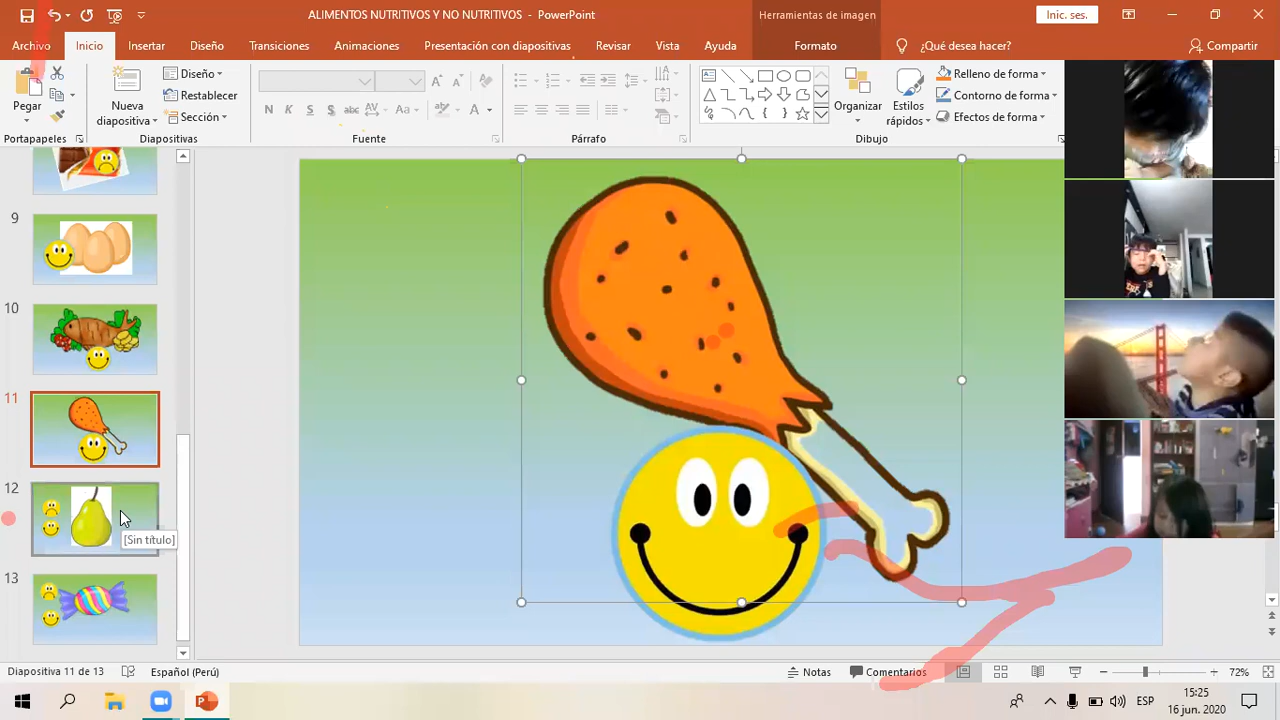 ALIMENTOS NUTRITIVOS Y NO NUTRITIVOS - PowerPoint
Herramientas de imagen
Inic. ses.
Archivo Inicio Insertar Diseño Transiciones Animaciones Presentación con diapositivas Revisar Vista Ayuda Formato ¿Qué desea hacer? Compartir
Pegar
Nueva diapositiva
Diseño
Restablecer
Sección
N K S S abc AV Aa A
Organizar
Estilos rápidos
Relleno de forma
Contorno de forma
Efectos de forma
Portapapeles Diapositivas Fuente Párrafo Dibujo
9
10
11
12
[Sin título]
13
Diapositiva 11 de 13 Español (Perú) Notas Comentarios 72%
ESP
15:25
16 jun. 2020